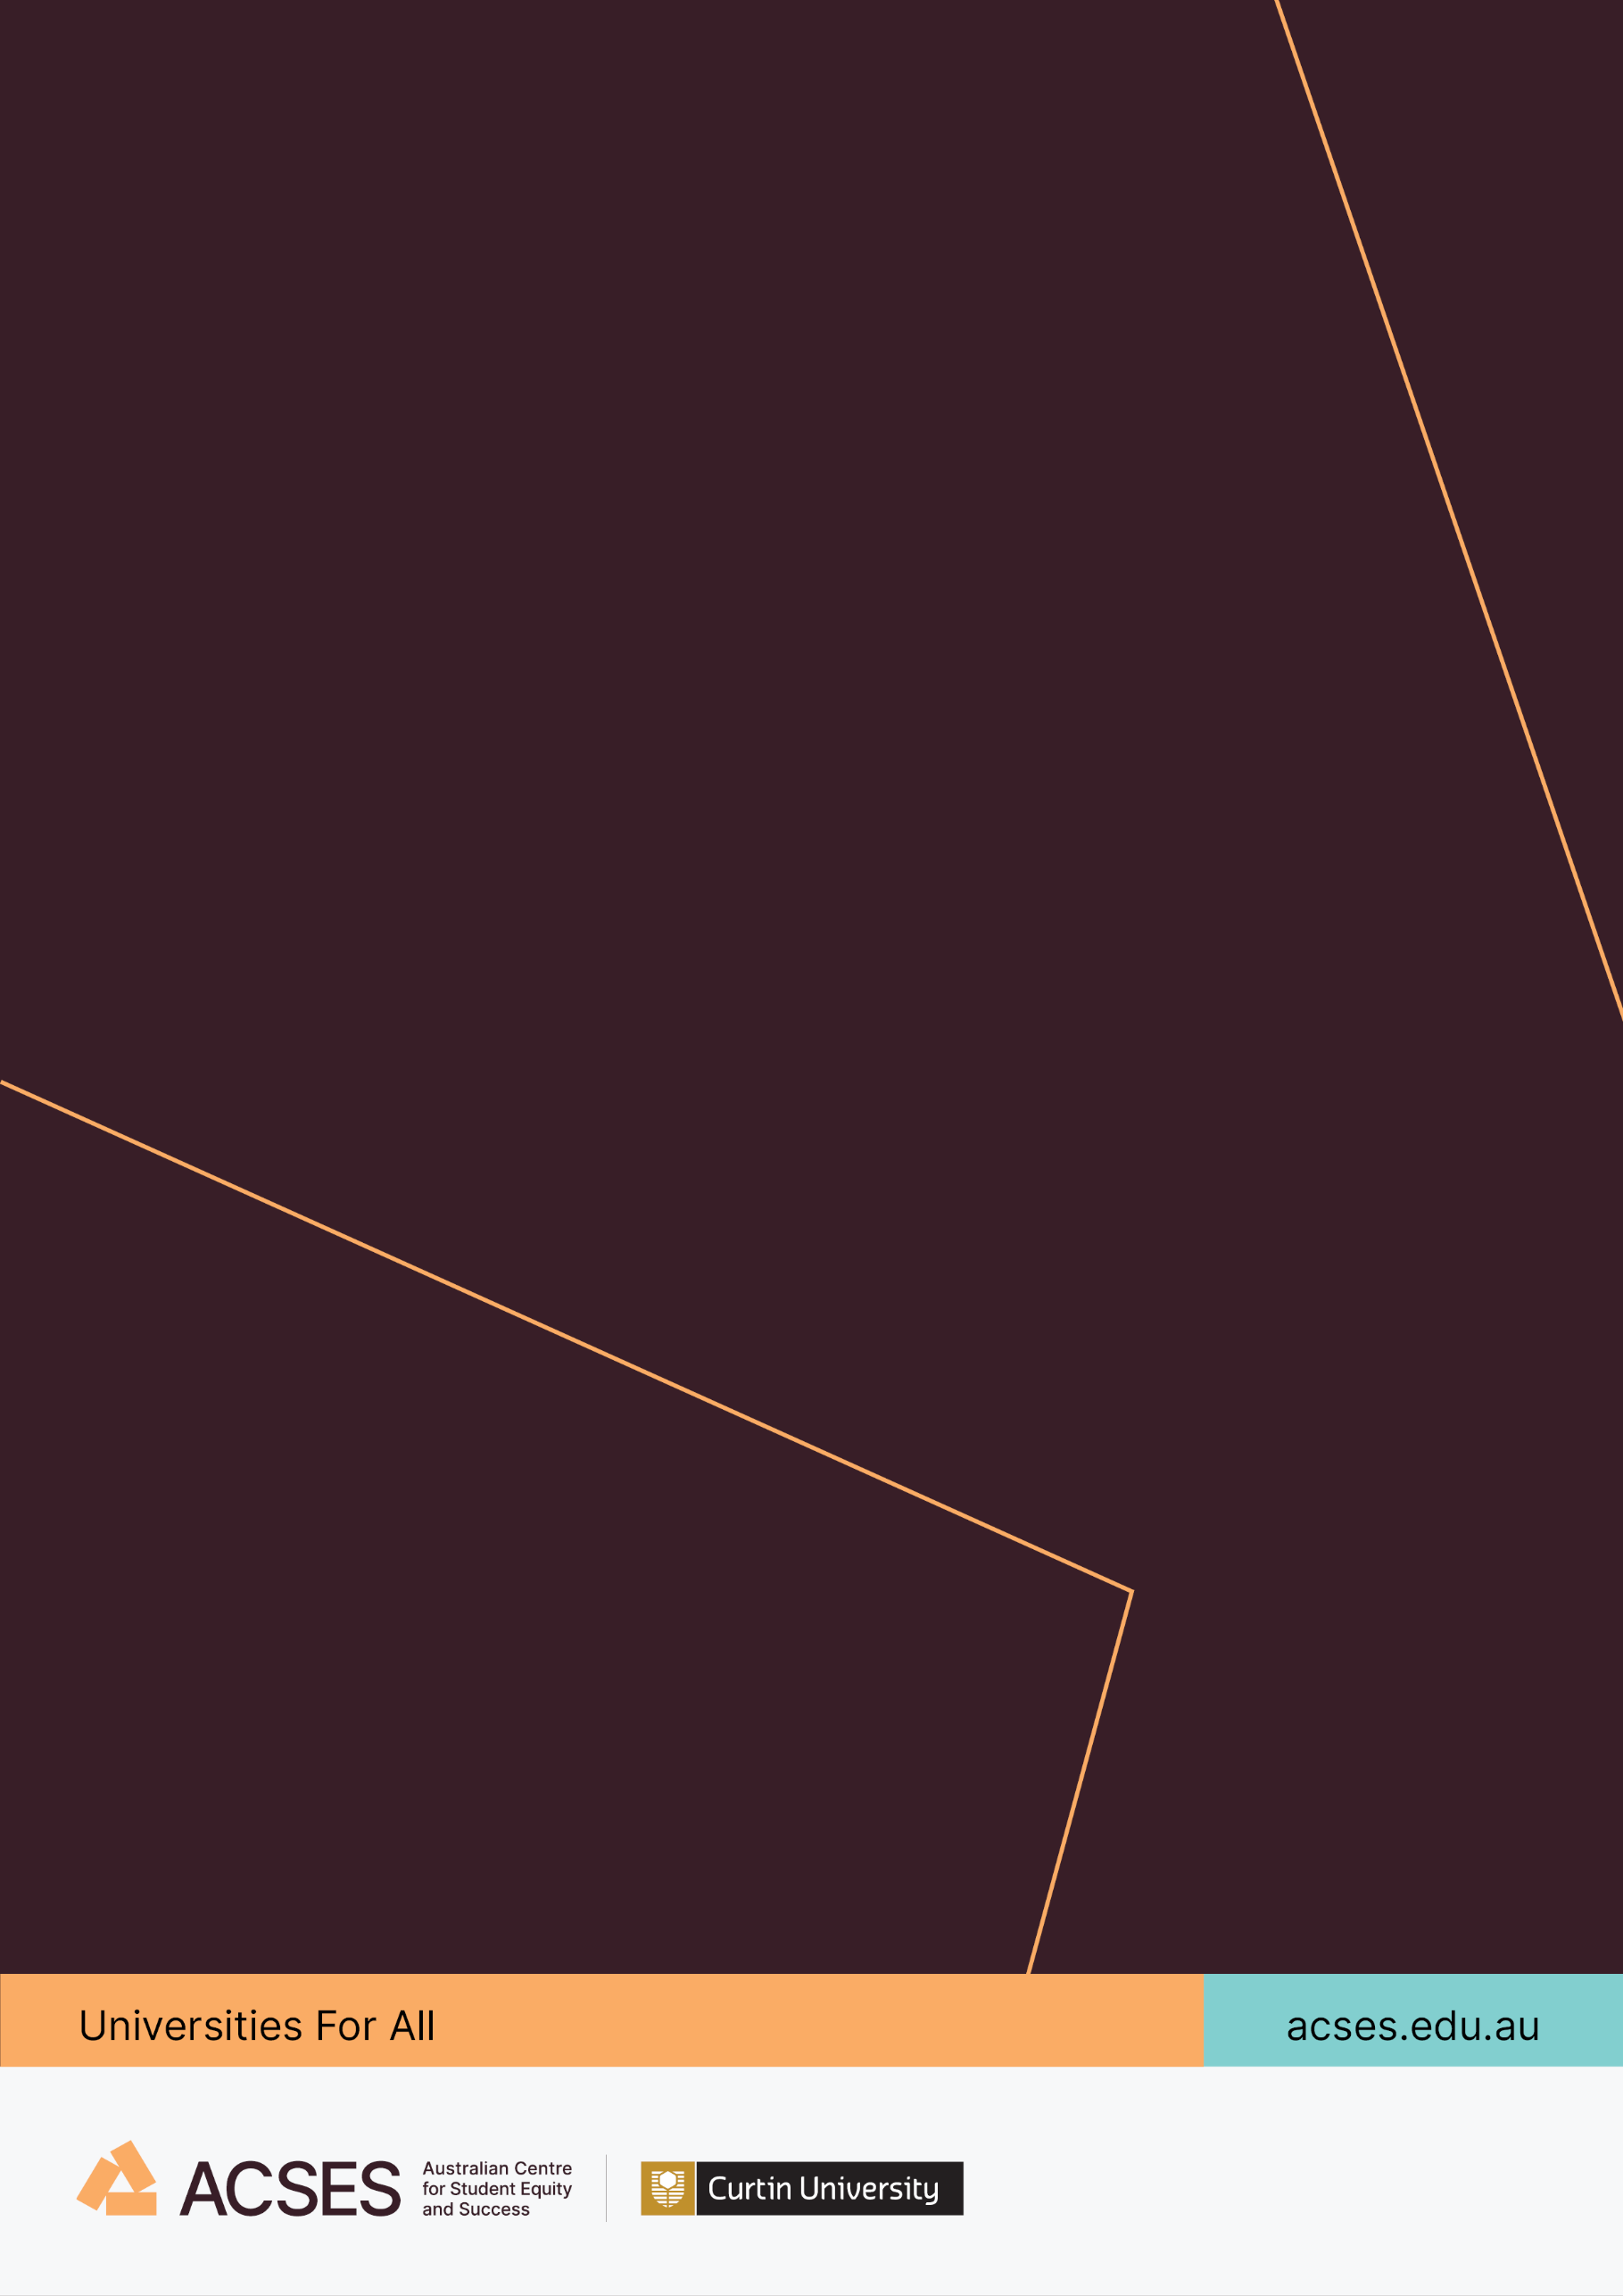 Universities For All
acses.edu.au
ACSES
Australian Centre
for Student Equity
and Success
Curtin University